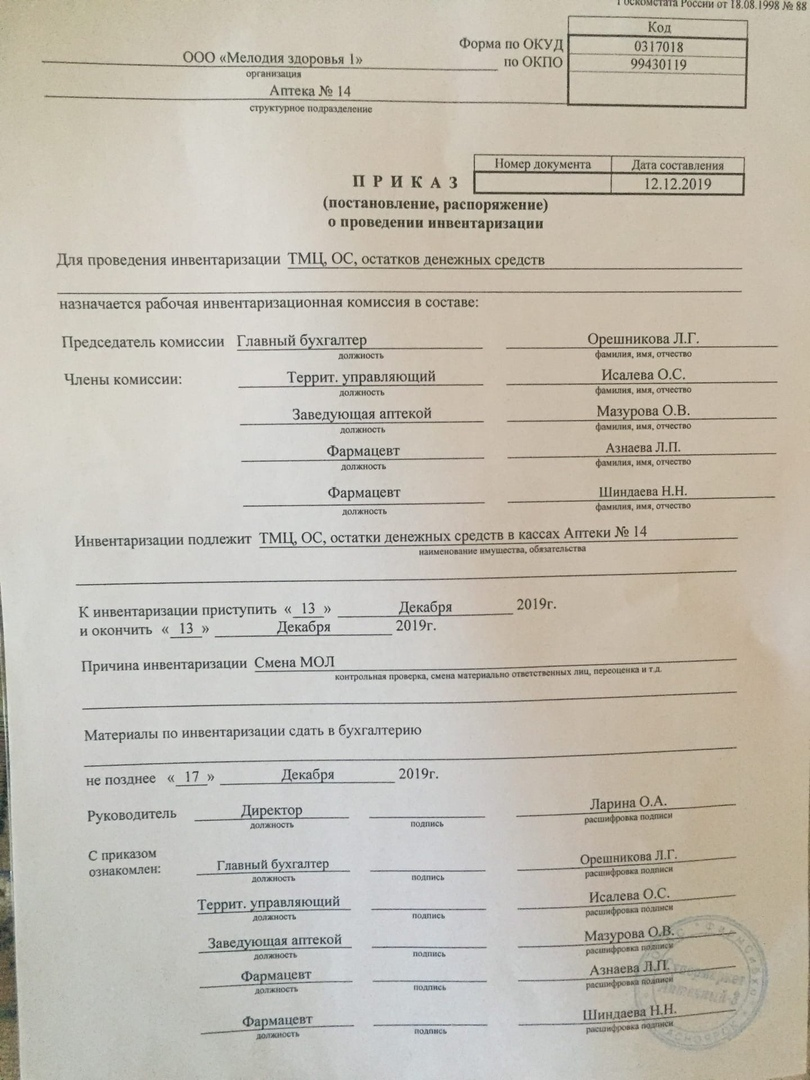 Госкомстата России от 18.08.1998 № 88
Код
Форма по ОКУД 0317018
ООО «Мелодия здоровья 1» по ОКПО 99430119
организация
Аптека № 14
структурное подразделение
Номер документа Дата составления
П Р И К А З 12.12.2019
(постановление, распоряжение)
о проведении инвентаризации
Для проведения инвентаризации ТМЦ, ОС, остатков денежных средств
назначается рабочая инвентаризационная комиссия в составе:
Председатель комиссии Главный бухгалтер Орешникова Л.Г.
должность фамилия, имя, отчество
Члены комиссии: Террит. управляющий Исалева О.С.
должность фамилия, имя, отчество
Заведующая аптекой Мазурова О.В.
должность фамилия, имя, отчество
Фармацевт Азнаева Л.П.
должность фамилия, имя, отчество
Фармацевт Шиндаева Н.Н.
должность фамилия, имя, отчество
Инвентаризации подлежит ТМЦ, ОС, остатки денежных средств в кассах Аптеки № 14
наименование имущества, обязательства
К инвентаризации приступить « 13 » Декабря 2019г.
и окончить « 13 » Декабря 2019г.
Причина инвентаризации Смена МОЛ
контрольная проверка, смена материально ответственных лиц, переоценка и т.д.
Материалы по инвентаризации сдать в бухгалтерию
не позднее « 17 » Декабря 2019г.
Руководитель Директор Ларина О.А.
должность подпись расшифровка подписи
С приказом
ознакомлен: Главный бухгалтер Орешникова Л.Г.
должность подпись расшифровка подписи
Террит. управляющий Исалева О.С.
должность подпись расшифровка подписи
Заведующая аптекой Мазурова О.В.
должность подпись расшифровка подписи
Фармацевт Азнаева Л.П.
должность подпись расшифровка подписи
Фармацевт Шиндаева Н.Н.
должность подпись расшифровка подписи